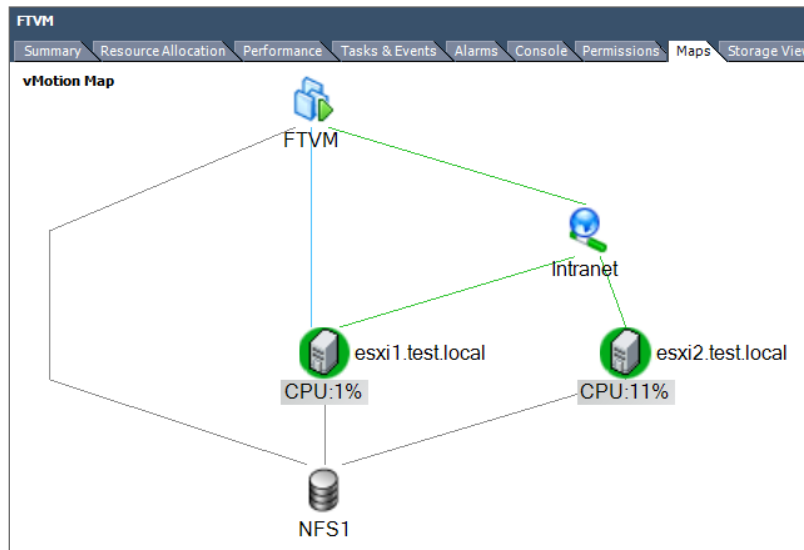 FTVM
Summary Resource Allocation Performance Tasks & Events Alarms Console Permissions Maps Storage
vMotion Map
FTVM
Intranet
esxi1.test.local esxi2.test.local
CPU:1% CPU:11%
NFS1